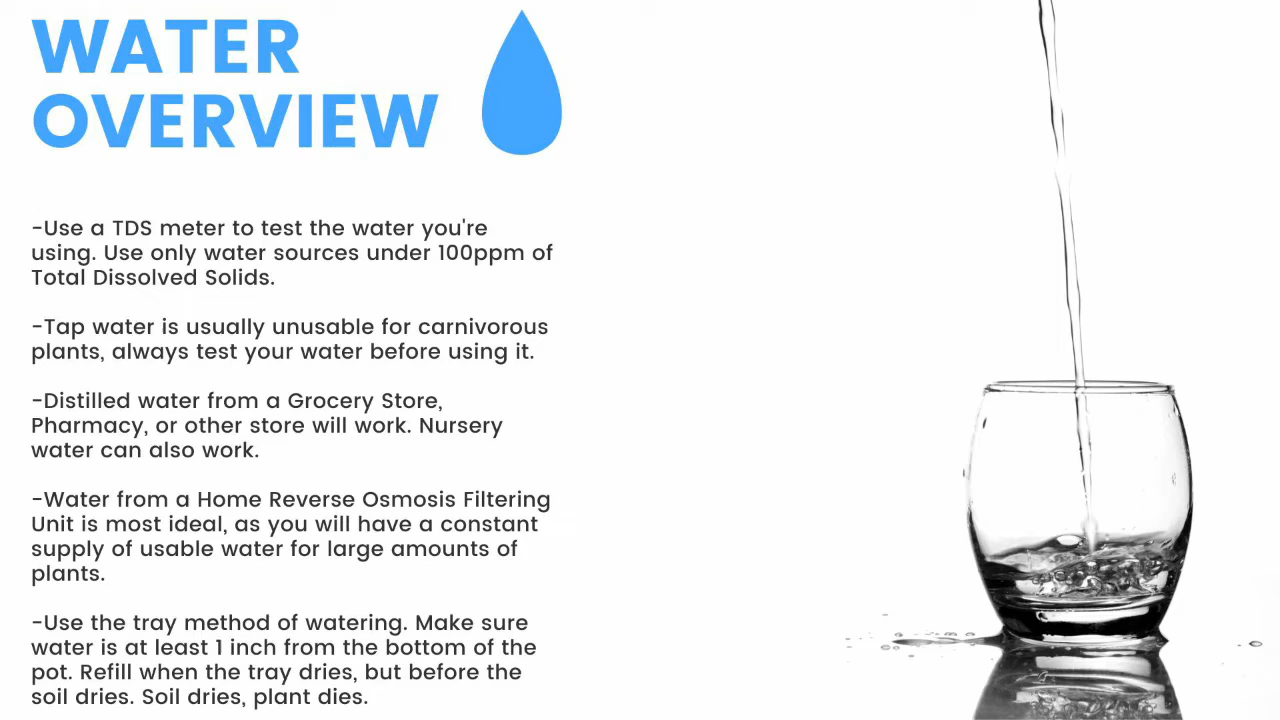 WATER
OVERVIEW
-Use a TDS meter to test the water you're
using. Use only water sources under 100ppm of
Total Dissolved Solids.
-Tap water is usually unusable for carnivorous
plants, always test your water before using it.
-Distilled water from a Grocery Store,
Pharmacy, or other store will work. Nursery
water can also work.
-Water from a Home Reverse Osmosis Filtering
Unit is most ideal, as you will have a constant
supply of usable water for large amounts of
plants.
-Use the tray method of watering. Make sure
water is at least 1 inch from the bottom of the
pot. Refill when the tray dries, but before the
soil dries. Soil dries, plant dies.